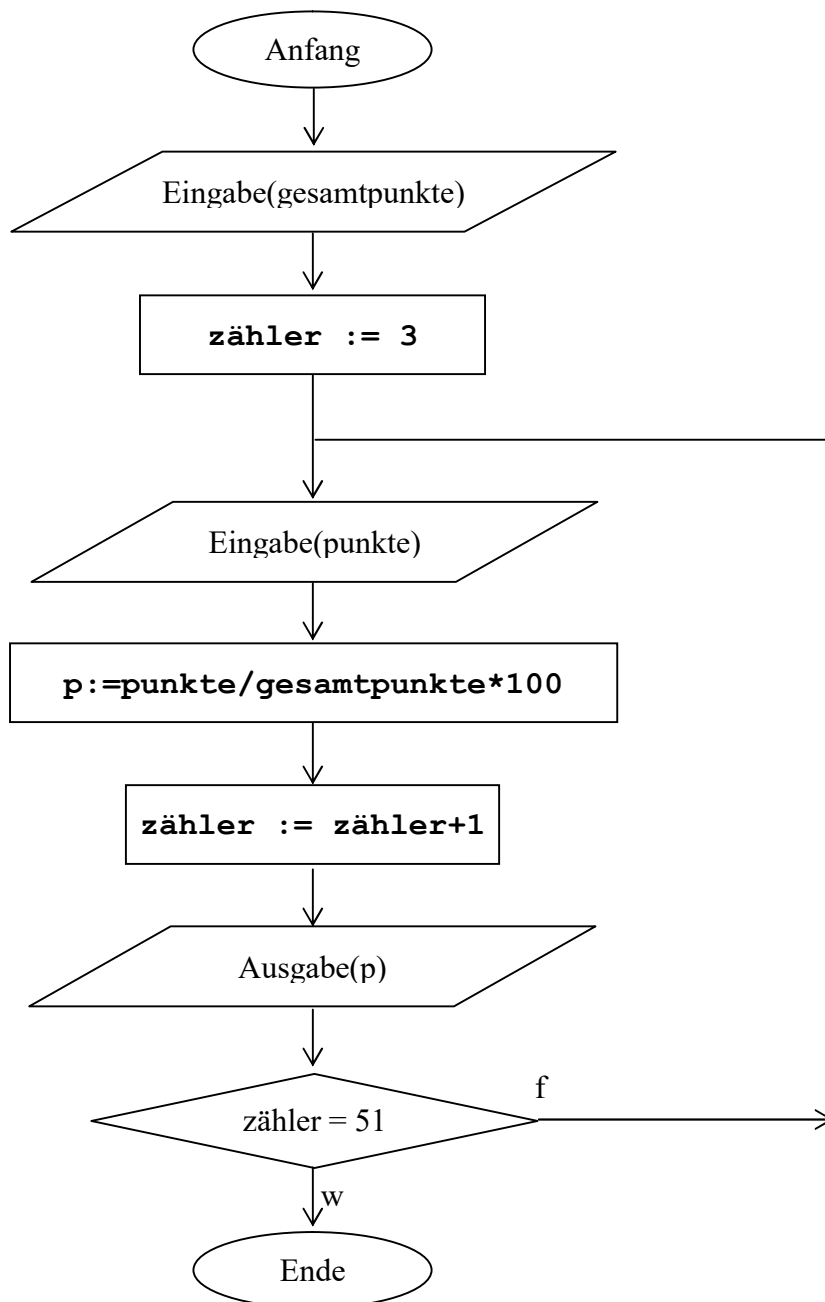 Anfang
Eingabe(gesamtpunkte)
zähler := 3
Eingabe(punkte)
p:=punkte/gesamtpunkte*100
zähler := zähler+1
Ausgabe(p)
f
zähler = 51
w
Ende